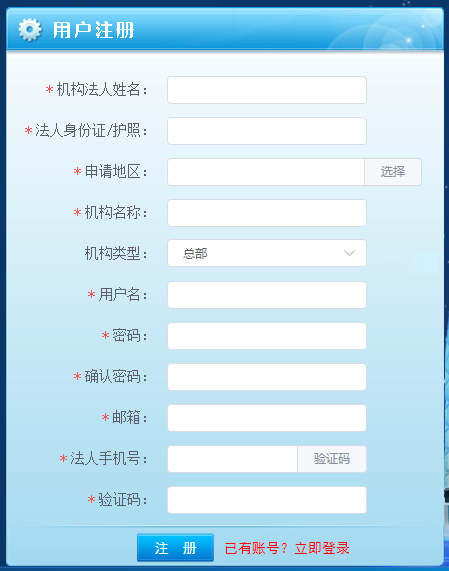 用户注册
*机构法人姓名：
*法人身份证/护照：
*申请地区： 选择
*机构名称：
机构类型： 总部
*用户名：
*密码：
*确认密码：
*邮箱：
*法人手机号： 验证码
*验证码：
注 册 已有账号？立即登录